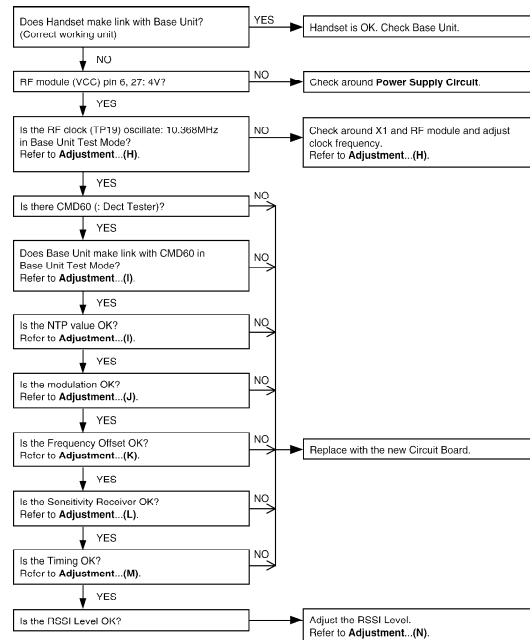 Does Handset make link with Base Unit?
(Correct working unit)
YES
Handset is OK. Check Base Unit.
NO
RF module (VCC) pin 6, 27: 4V?
NO
Check around Power Supply Circuit.
YES
Is the RF clock (TP19) oscillate: 10.368MHz
in Base Unit Test Mode?
Refer to Adjustment...(H).
NO
Check around X1 and RF module and adjust
clock frequency.
Refer to Adjustment...(H).
YES
Is there CMD60 (: Dect Tester)?
NO
YES
Does Base Unit make link with CMD60 in
Base Unit Test Mode?
Refer to Adjustment...(I).
NO
YES
Is the NTP value OK?
Refer to Adjustment...(I).
NO
YES
Is the modulation OK?
Refer to Adjustment...(J).
NO
YES
Is the Frequency Offset OK?
Refer to Adjustment...(K).
NO
Replace with the new Circuit Board.
YES
Is the Sensitivity Receiver OK?
Refer to Adjustment...(L).
NO
YES
Is the Timing OK?
Refer to Adjustment...(M).
NO
YES
Is the RSSI Level OK?
Adjust the RSSI Level.
Refer to Adjustment...(N).